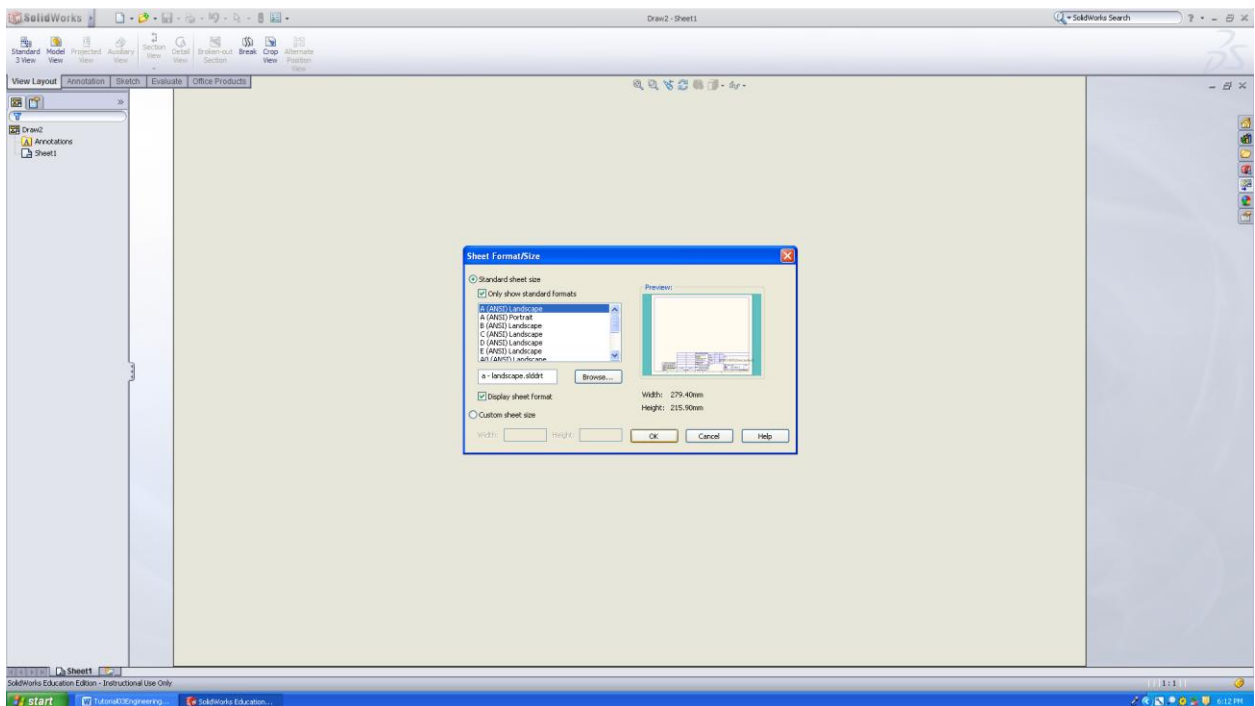 SolidWorks
Draw2 - Sheet1
SolidWorks Search
Standard 3 View
Model View
Projected View
Auxiliary View
Section View
Detail View
Broken-out Section
Break
Crop View
Alternate Position View
View Layout
Annotation
Sketch
Evaluate
Office Products
Draw2
Annotations
Sheet1
Sheet Format/Size
Standard sheet size
Only show standard formats
A (ANSI) Landscape
A (ANSI) Portrait
B (ANSI) Landscape
C (ANSI) Landscape
D (ANSI) Landscape
E (ANSI) Landscape
A0 (ANSI) Landscape
a - landscape.slddrt
Browse...
Display sheet format
Custom sheet size
Width:
Height:
Preview:
Width: 279.40mm
Height: 215.90mm
OK
Cancel
Help
Sheet1
SolidWorks Education Edition - Instructional Use Only
1:1
start
Tutorial03Engineering...
SolidWorks Education...
6:12 PM